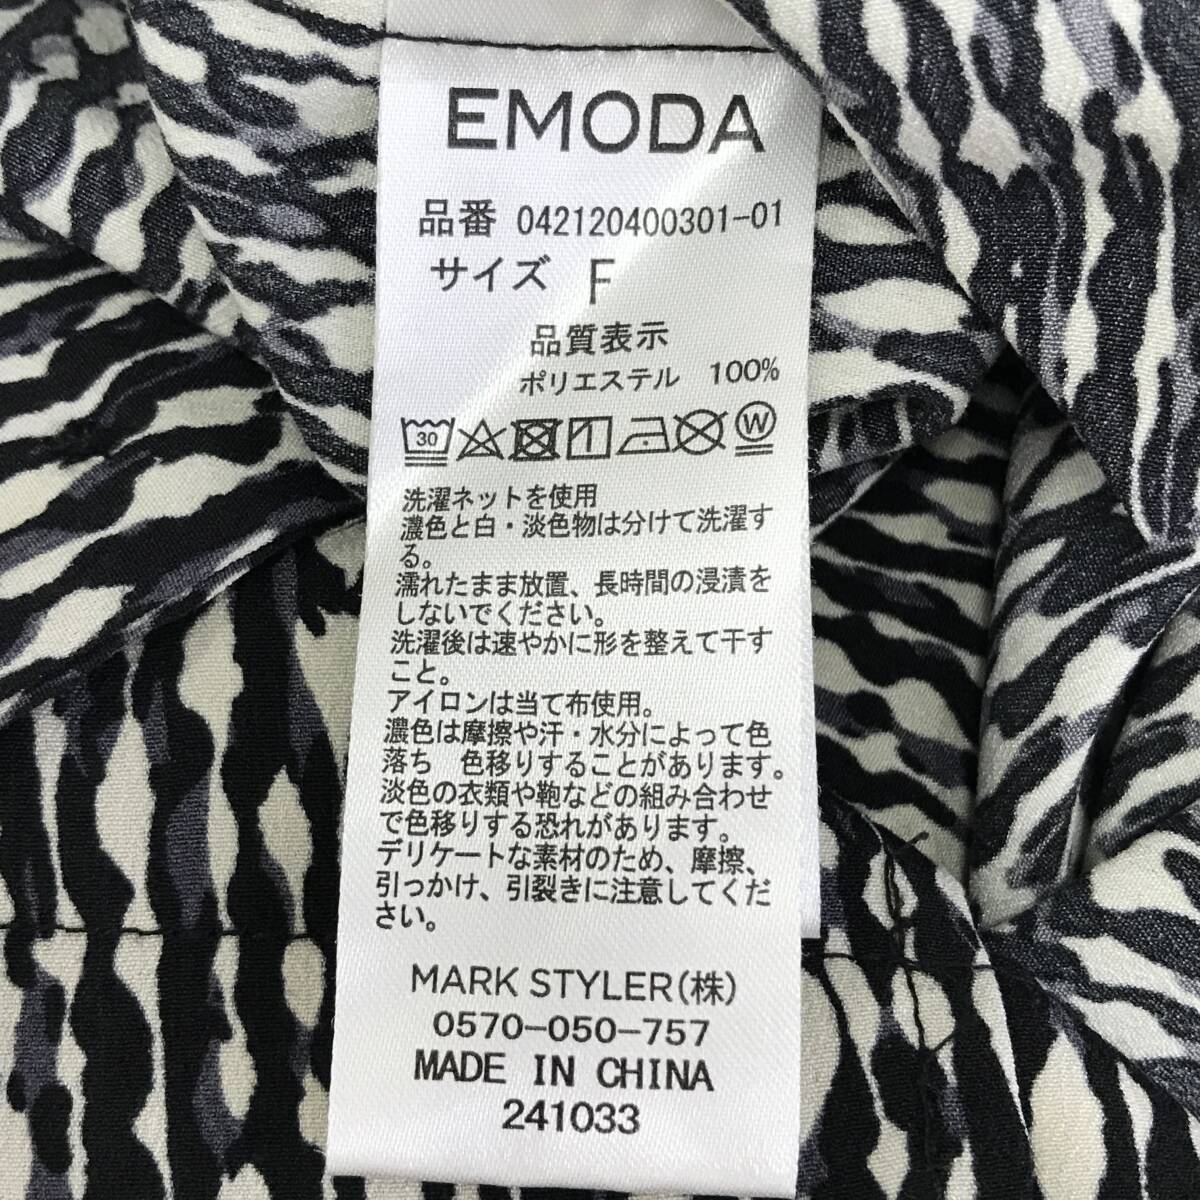 EMODA
品番 042120400301-01
サイズ F
品質表示
ポリエステル 100%
30 W
洗濯ネットを使用
濃色と白・淡色物は分けて洗濯す
る。
濡れたまま放置、長時間の浸漬を
しないでください。
洗濯後は速やかに形を整えて干す
こと。
アイロンは当て布使用。
濃色は摩擦や汗・水分によって色
落ち 色移りすることがあります。
淡色の衣類や鞄などの組み合わせ
で色移りする恐れがあります。
デリケートな素材のため、摩擦、
引っかけ、引裂きに注意してくだ
さい。
MARK STYLER(株)
0570-050-757
MADE IN CHINA
241033